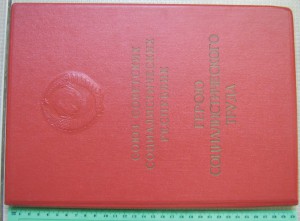 СОЮЗ СОВЕТСКИХ
СОЦИАЛИСТИЧЕСКИХ
РЕСПУБЛИК
ГЕРОЮ
СОЦИАЛИСТИЧЕСКОГО
ТРУДА